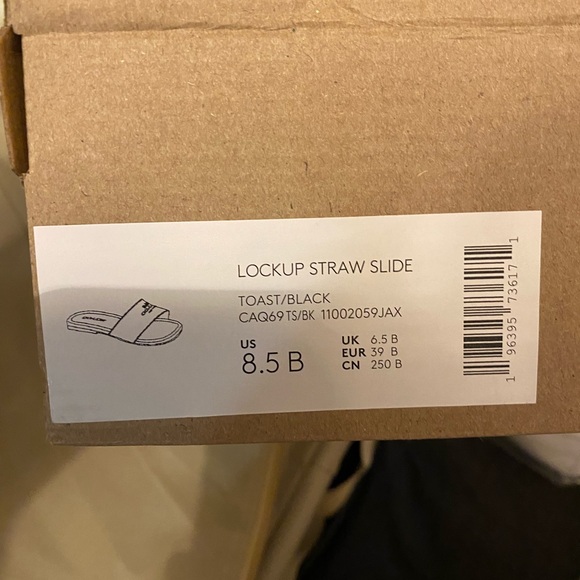 LOCKUP STRAW SLIDE
TOAST/BLACK
CAQ69 TS/BK 11002059JAX
US
8.5 B
UK 6.5 B
EUR 39 B
CN 250 B
1 96395 73617 1